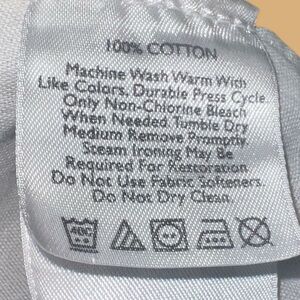 100% COTTON
Machine Wash Warm With
Like Colors. Durable Press Cycle.
Only Non-Chlorine Bleach
When Needed Tumble Dry
Medium Remove Promptly.
Steam Ironing May Be
Required For Restoration
Do Not Use Fabric Softeners.
Do Not Dry Clean.
40C